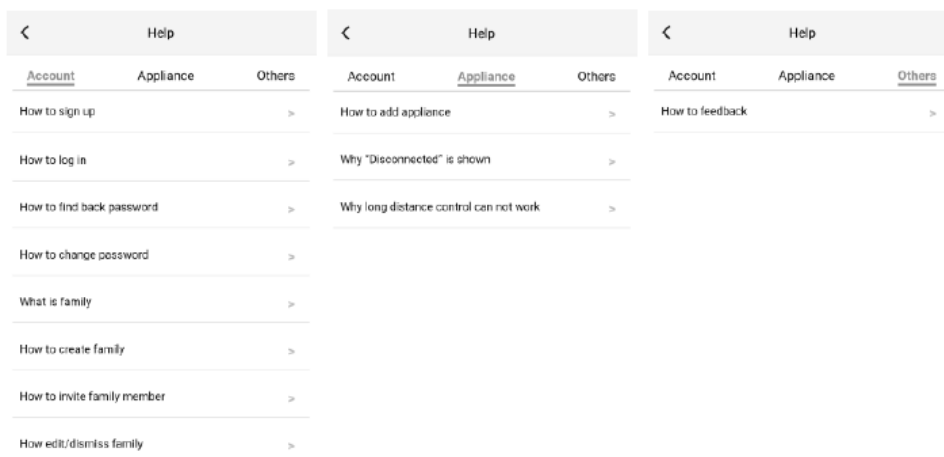 Help
Account Appliance Others
How to sign up >
How to log in >
How to find back password >
How to change password >
What is family >
How to create family >
How to invite family member >
How edit/dismiss family >
Help
Account Appliance Others
How to add appliance >
Why "Disconnected" is shown >
Why long distance control can not work >
Help
Account Appliance Others
How to feedback >